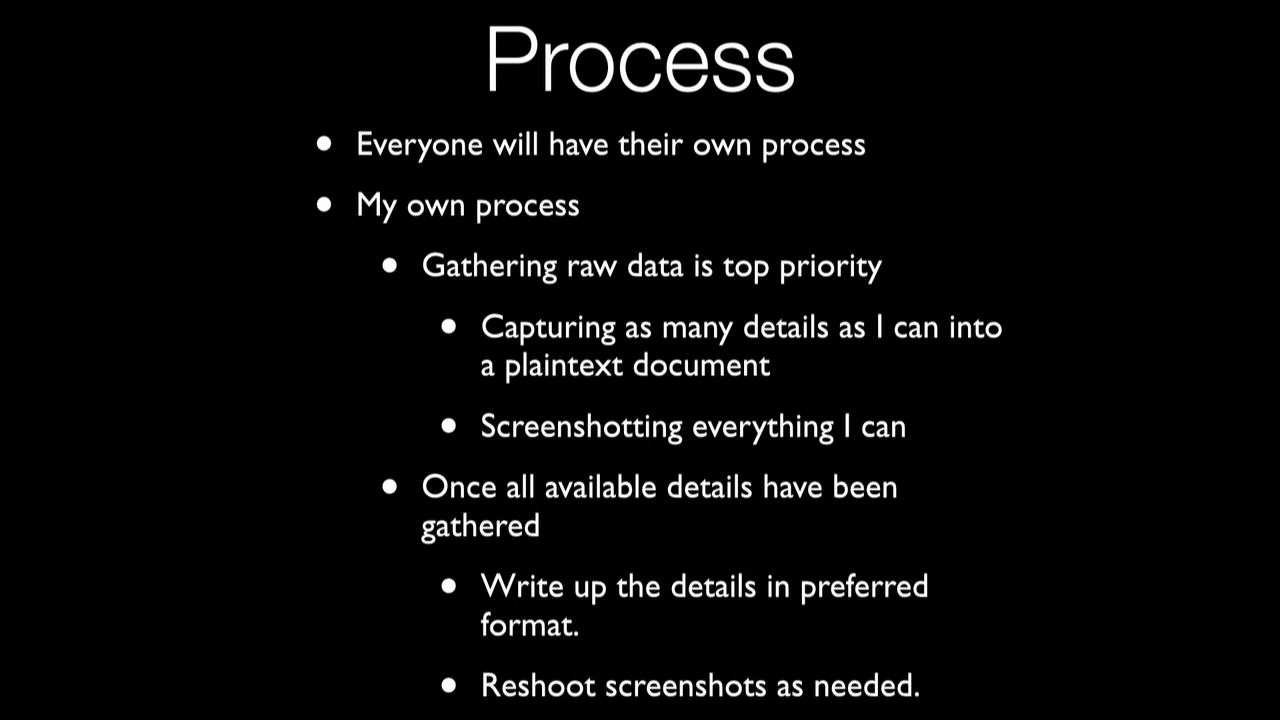 Process
• Everyone will have their own process
• My own process
• Gathering raw data is top priority
• Capturing as many details as I can into
a plaintext document
• Screenshotting everything I can
• Once all available details have been
gathered
• Write up the details in preferred
format.
• Reshoot screenshots as needed.